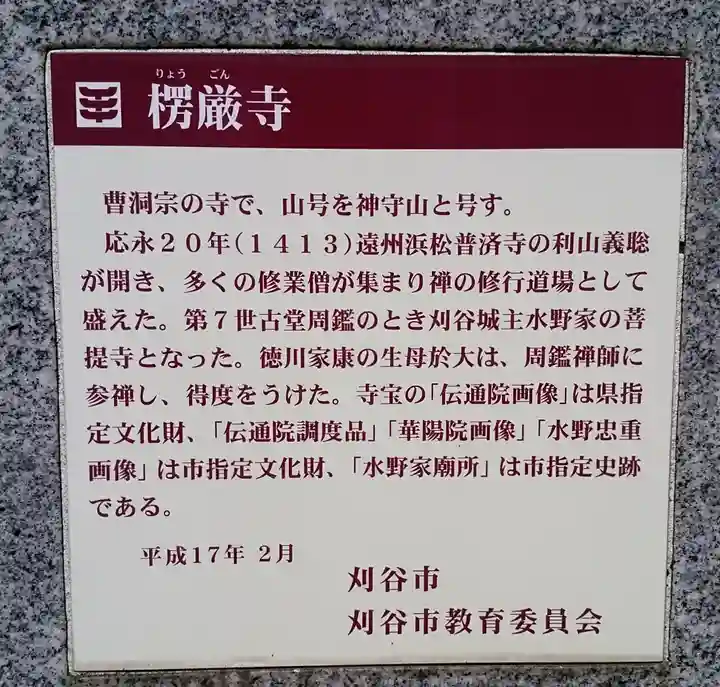 りょう ごん
楞厳寺
曹洞宗の寺で、山号を神守山と号す。
応永20年(1413)遠州浜松普済寺の利山義聡
が開き、多くの修業僧が集まり禅の修行道場として
盛えた。第7世古堂周鑑のとき刈谷城主水野家の菩
提寺となった。徳川家康の生母於大は、周鑑禅師に
参禅し、得度をうけた。寺宝の「伝通院画像」は県指
定文化財、「伝通院調度品」「華陽院画像」「水野忠重
画像」は市指定文化財、「水野家廟所」は市指定史跡
である。
平成17年 2月
刈谷市
刈谷市教育委員会